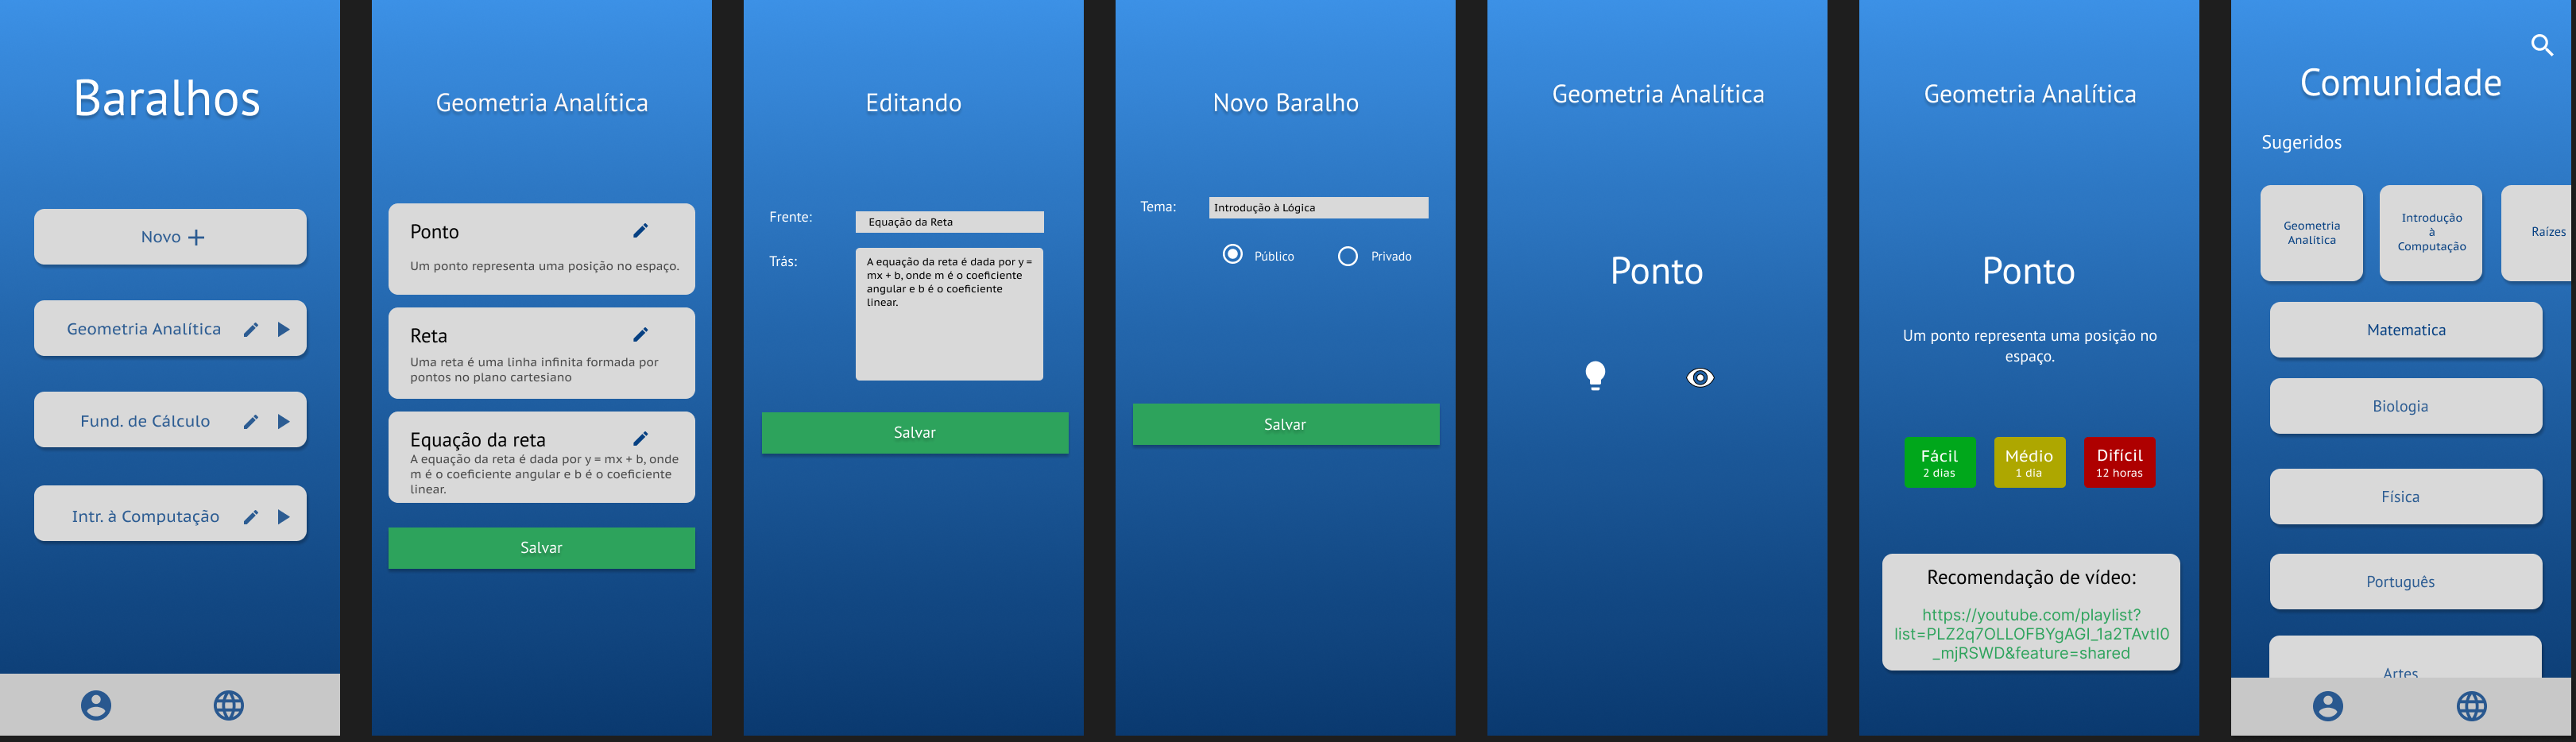 Baralhos
Novo
Geometria Analítica
Fund. de Cálculo
Intr. à Computação
Geometria Analítica
Ponto
Um ponto representa uma posição no espaço.
Reta
Uma reta é uma linha infinita formada por
pontos no plano cartesiano
Equação da reta
A equação da reta é dada por y = mx + b, onde
m é o coeficiente angular e b é o coeficiente
linear.
Salvar
Editando
Frente:
Equação da Reta
Trás:
A equação da reta é dada por y =
mx + b, onde m é o coeficiente
angular e b é o coeficiente
linear.
Salvar
Novo Baralho
Tema:
Introdução à Lógica
Público
Privado
Salvar
Geometria Analítica
Ponto
Geometria Analítica
Ponto
Um ponto representa uma posição no
espaço.
Fácil
2 dias
Médio
1 dia
Difícil
12 horas
Recomendação de vídeo:
https://youtube.com/playlist?
list=PLZ2q7OLLOFBYgAGI_1a2TAvtI0
_mjRSWD&feature=shared
Comunidade
Sugeridos
Geometria
Analítica
Introdução
à
Computação
Raízes
Matematica
Biologia
Física
Português
Artes